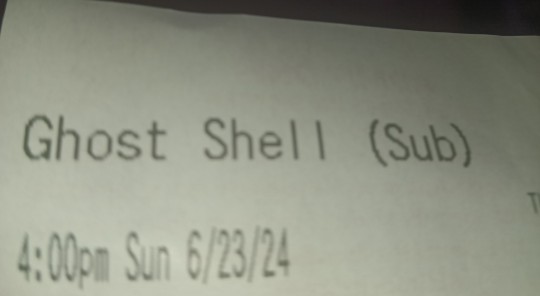 Ghost Shell (Sub)
4:00pm Sun 6/23/24